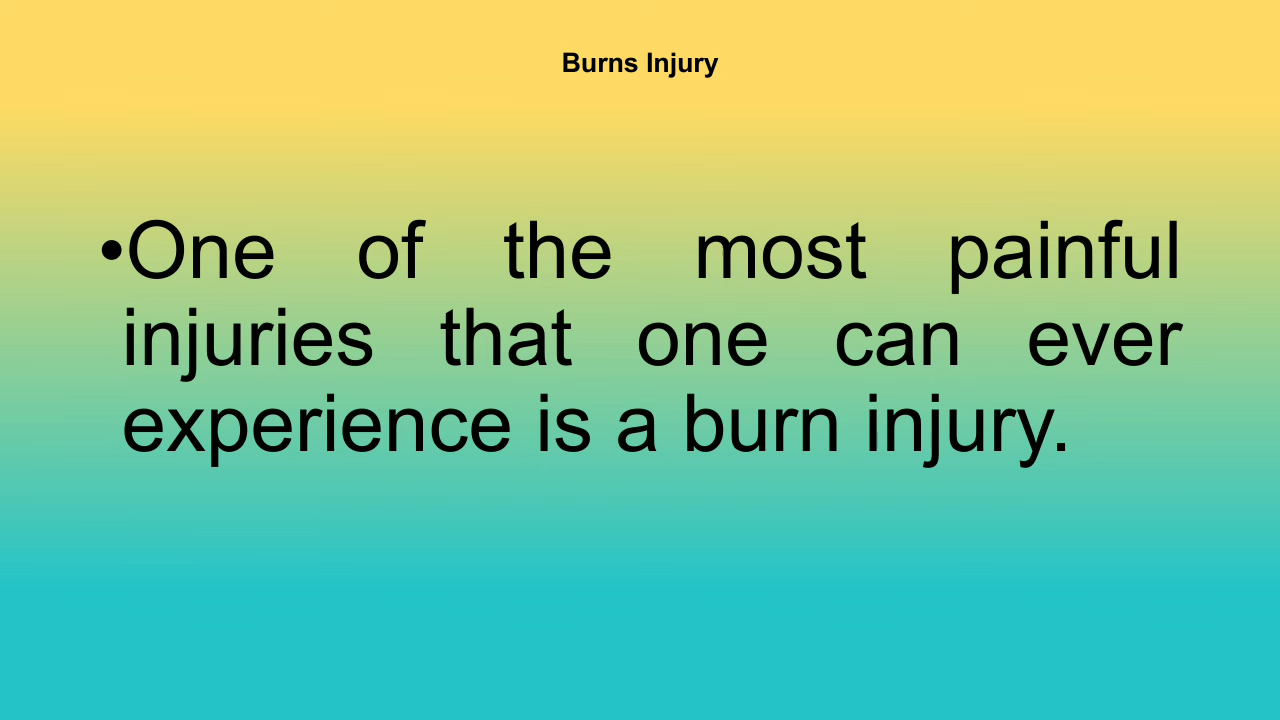 Burns Injury
•One of the most painful
injuries that one can ever
experience is a burn injury.